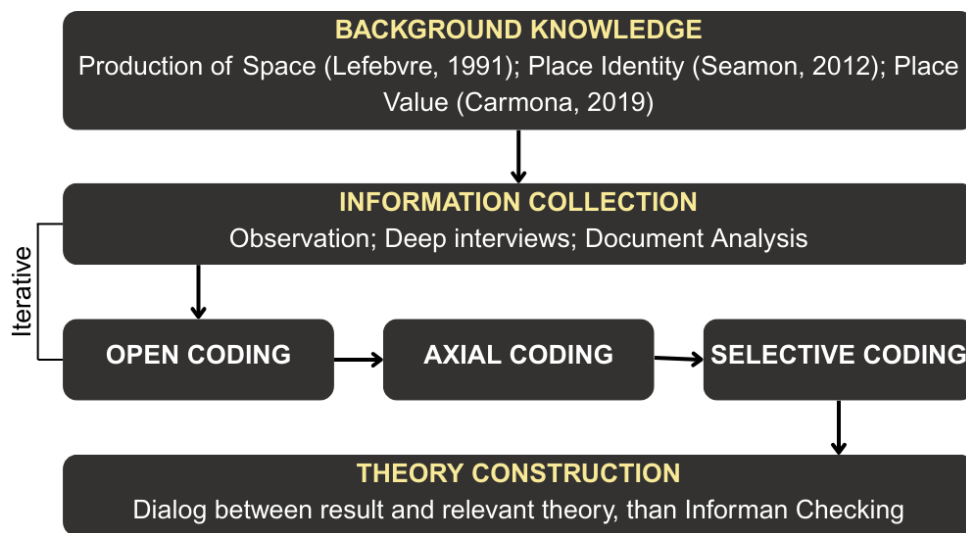 BACKGROUND KNOWLEDGE
Production of Space (Lefebvre, 1991); Place Identity (Seamon, 2012); Place
Value (Carmona, 2019)
INFORMATION COLLECTION
Observation; Deep interviews; Document Analysis
Iterative
OPEN CODING
AXIAL CODING
SELECTIVE CODING
THEORY CONSTRUCTION
Dialog between result and relevant theory, than Informan Checking